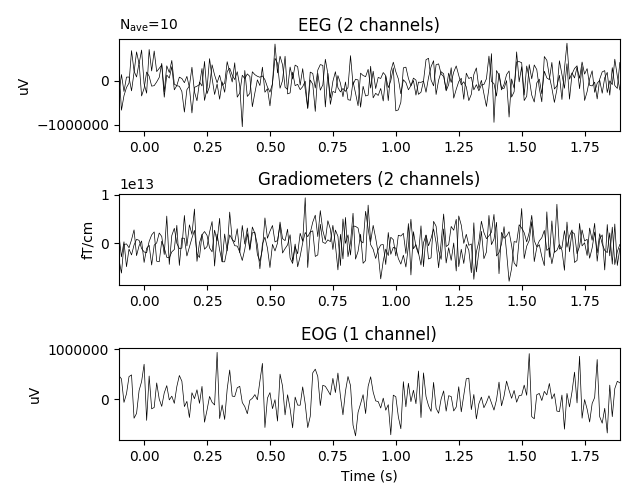 N_ave=10
EEG (2 channels)
uV
0
−1000000
0.00 0.25 0.50 0.75 1.00 1.25 1.50 1.75
1e13
Gradiometers (2 channels)
fT/cm
1
0
0.00 0.25 0.50 0.75 1.00 1.25 1.50 1.75
EOG (1 channel)
uV
1000000
0
0.00 0.25 0.50 0.75 1.00 1.25 1.50 1.75
Time (s)